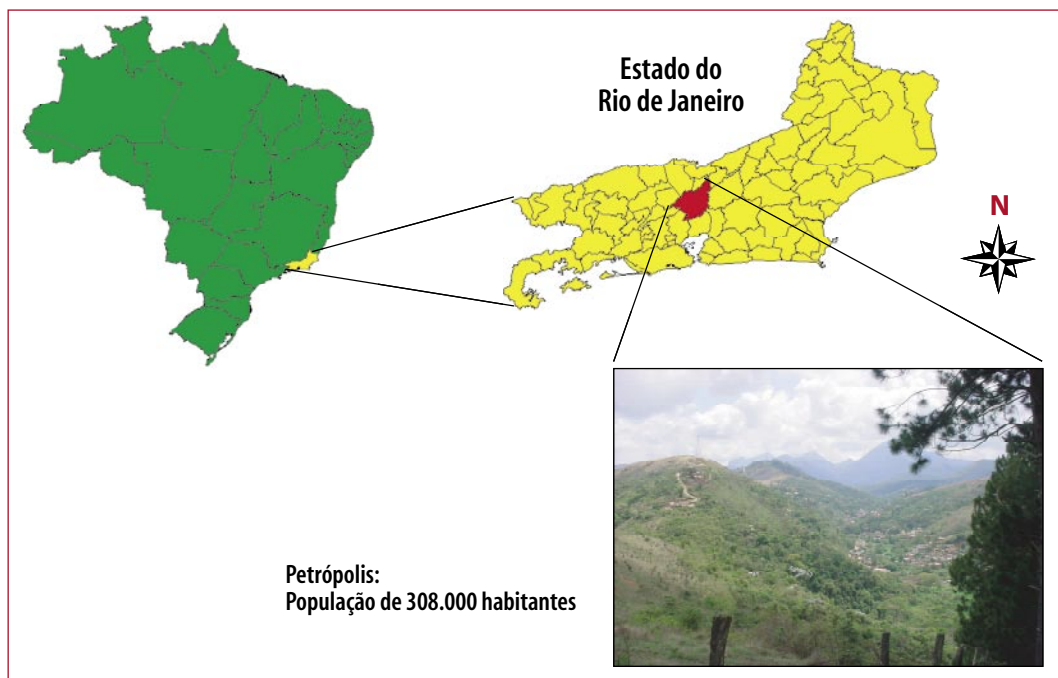 Estado do
Rio de Janeiro
N
Petrópolis:
População de 308.000 habitantes